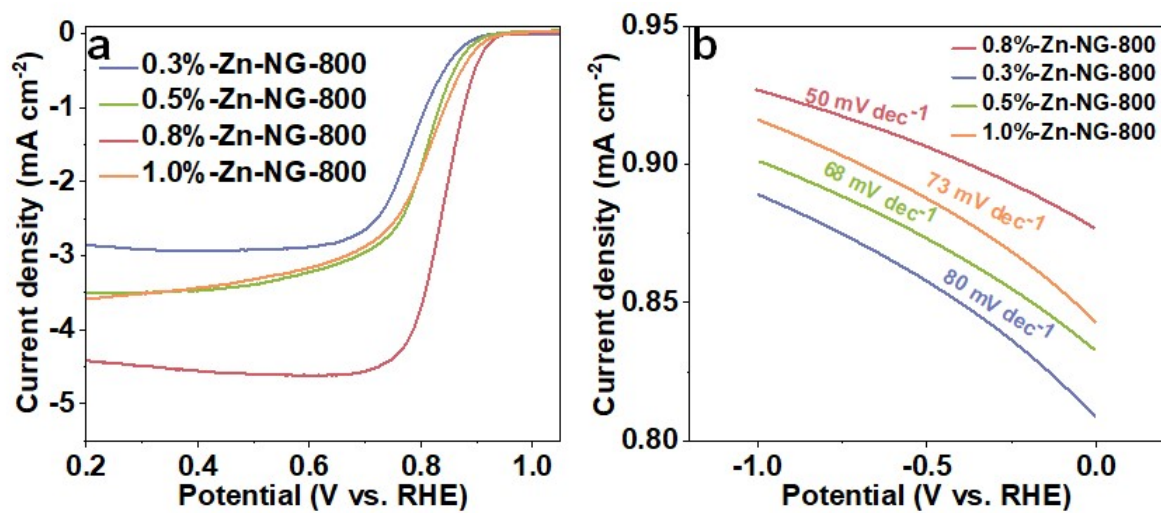 a
0.3%-Zn-NG-800
0.5%-Zn-NG-800
0.8%-Zn-NG-800
1.0%-Zn-NG-800
0
-1
-2
-3
-4
-5
0.2
0.4
0.6
0.8
1.0
Current density (mA cm⁻²)
Potential (V vs. RHE)
b
0.8%-Zn-NG-800
0.3%-Zn-NG-800
0.5%-Zn-NG-800
1.0%-Zn-NG-800
50 mV dec⁻¹
73 mV dec⁻¹
68 mV dec⁻¹
80 mV dec⁻¹
0.95
0.90
0.85
0.80
-1.0
-0.5
0.0
Current density (mA cm⁻²)
Potential (V vs. RHE)